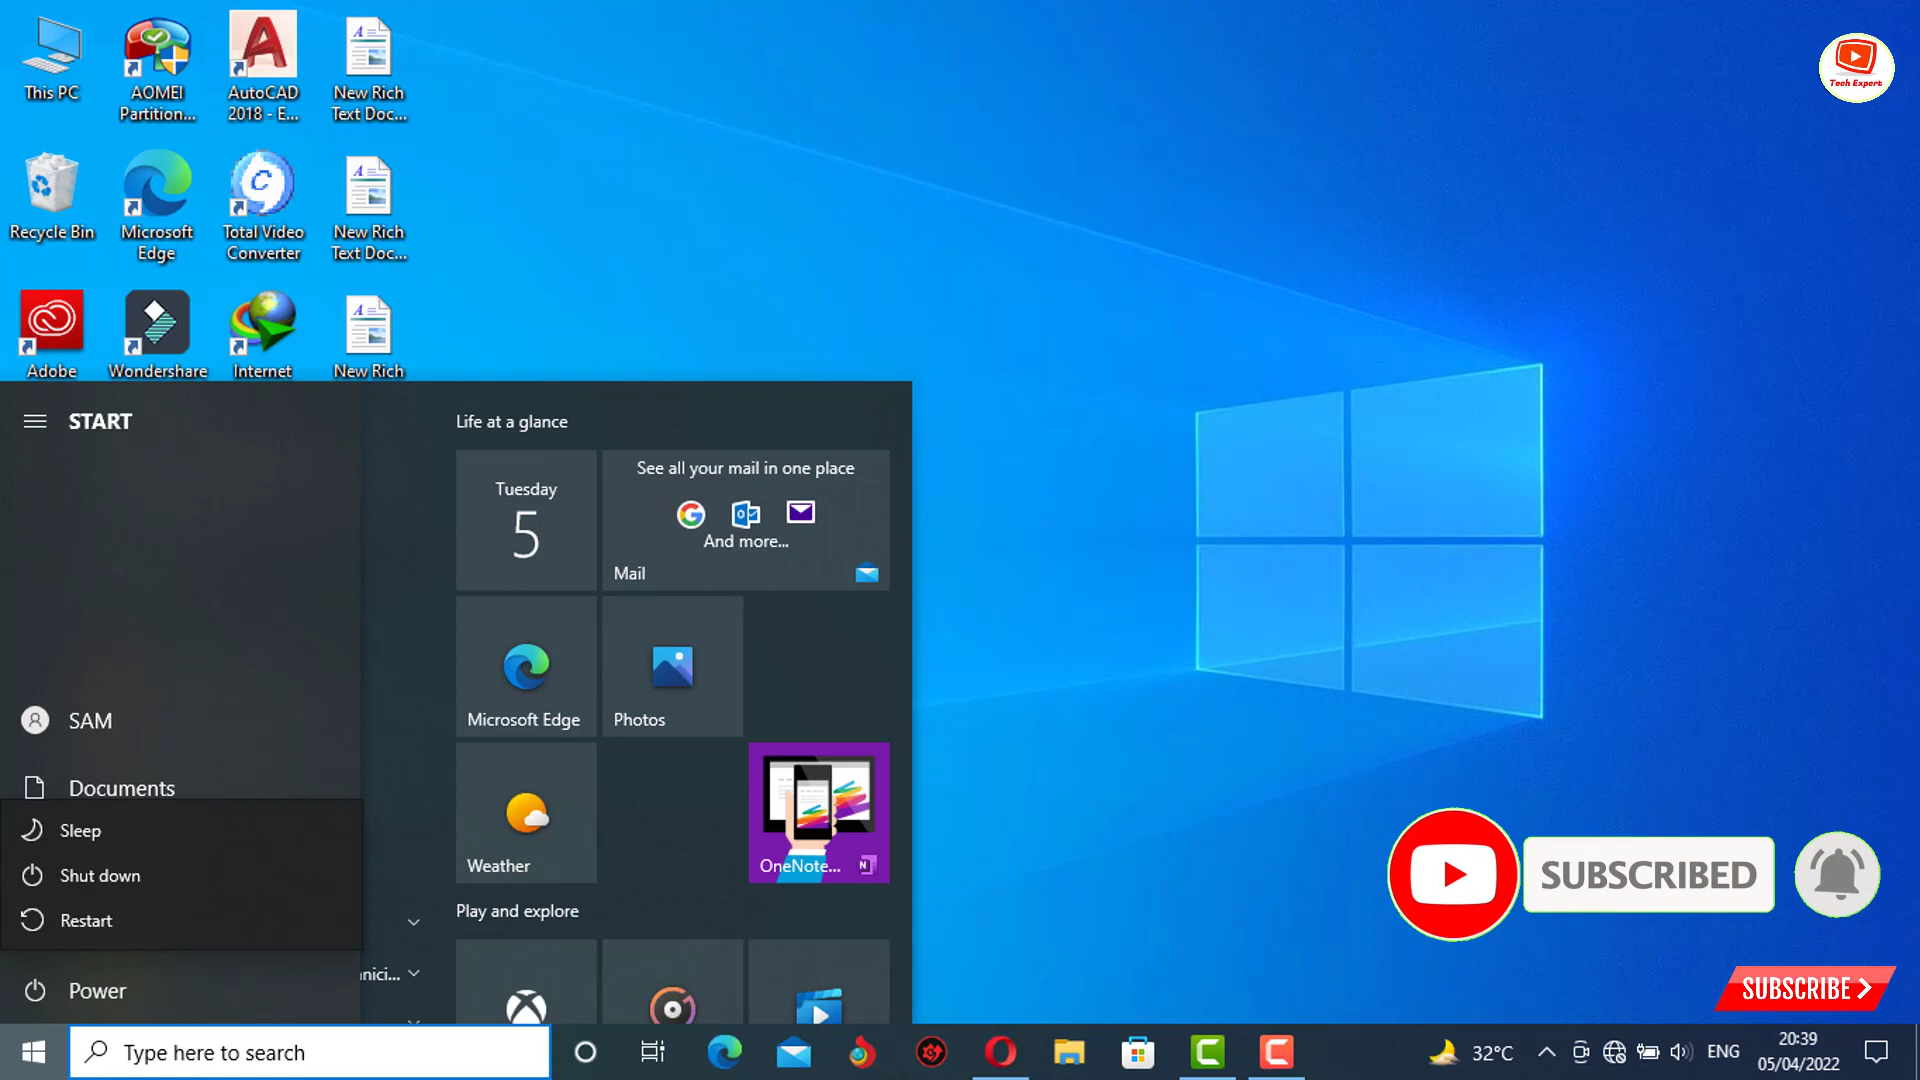 This PC
AOMEI
Partition...
AutoCAD
2018 - E...
New Rich
Text Doc...
Tech Expert
Recycle Bin
Microsoft
Edge
Total Video
Converter
New Rich
Text Doc...
Adobe
Wondershare
Internet
New Rich
START
Life at a glance
Tuesday
5
See all your mail in one place
And more...
Mail
Microsoft Edge
Photos
SAM
Documents
Sleep
Shut down
Restart
Weather
OneNote...
Play and explore
nici...
Power
SUBSCRIBED
SUBSCRIBE
Type here to search
32°C
ENG
20:39
05/04/2022